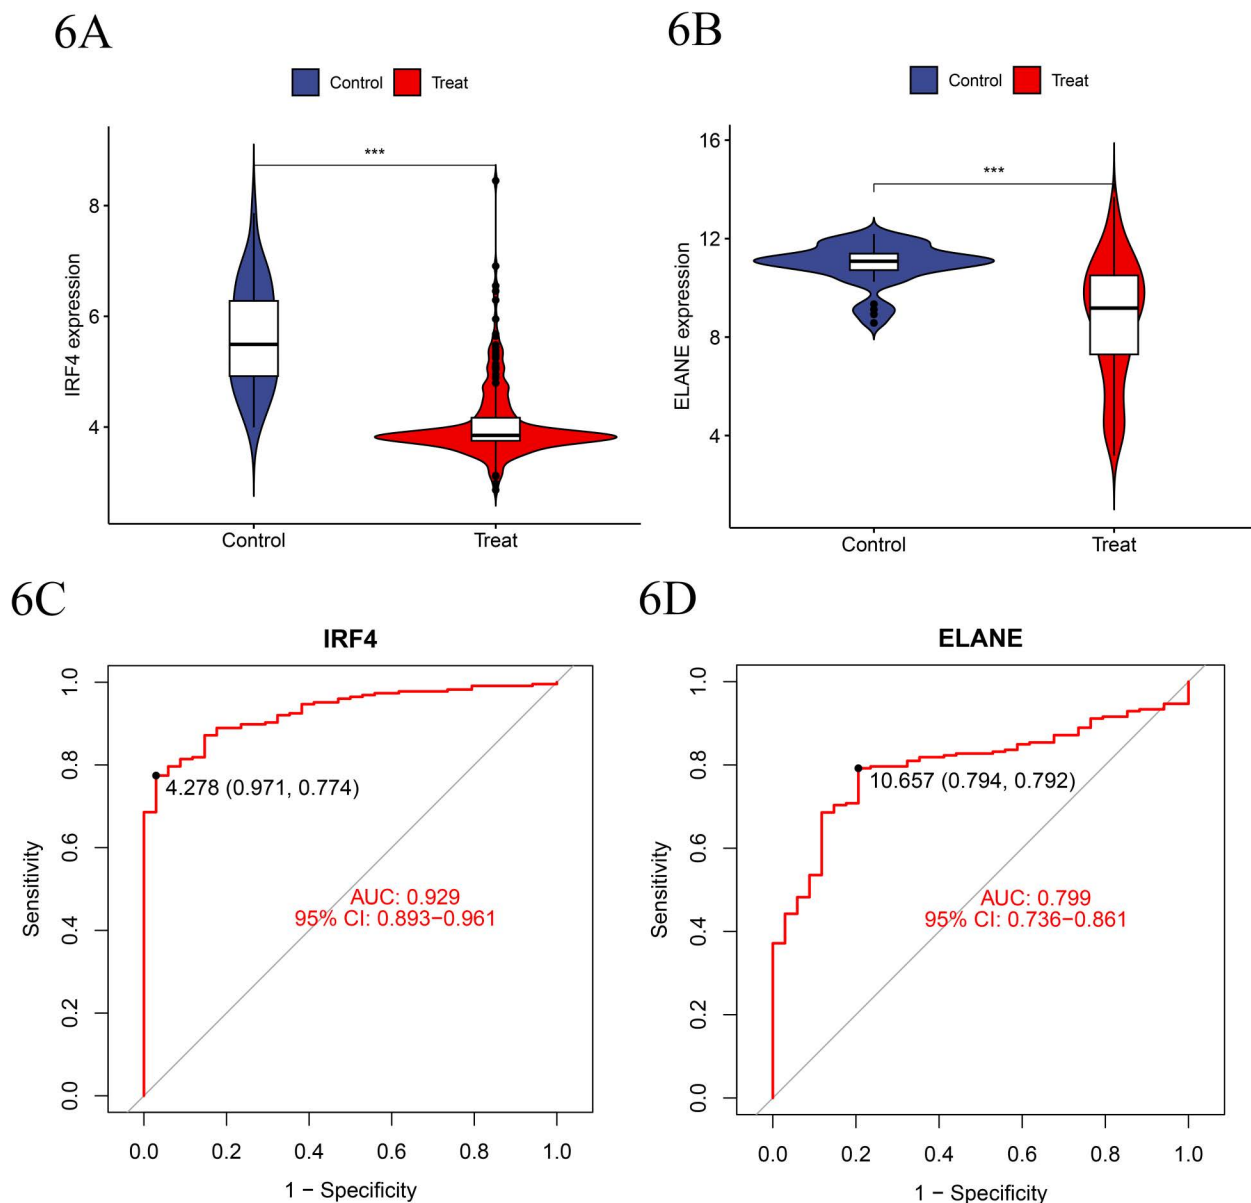 6A
Control Treat
***
8
6
4
IRF4 expression
Control Treat
6B
Control Treat
***
16
12
8
4
ELANE expression
Control Treat
6C
IRF4
1.0
0.8
0.6
0.4
0.2
0.0
Sensitivity
4.278 (0.971, 0.774)
AUC: 0.929
95% CI: 0.893−0.961
0.0 0.2 0.4 0.6 0.8 1.0
1 − Specificity
6D
ELANE
1.0
0.8
0.6
0.4
0.2
0.0
Sensitivity
10.657 (0.794, 0.792)
AUC: 0.799
95% CI: 0.736−0.861
0.0 0.2 0.4 0.6 0.8 1.0
1 − Specificity